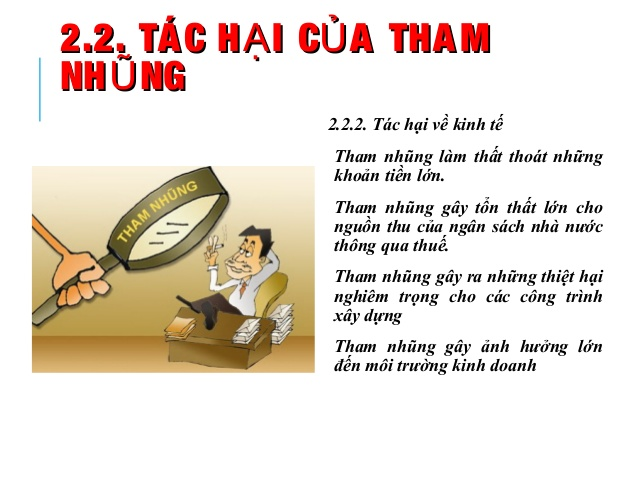 2.2. TÁC HẠI CỦA THAM
NHŨNG
2.2.2. Tác hại về kinh tế
Tham nhũng làm thất thoát những
khoản tiền lớn.
Tham nhũng gây tổn thất lớn cho
nguồn thu của ngân sách nhà nước
thông qua thuế.
Tham nhũng gây ra những thiệt hại
nghiêm trọng cho các công trình
xây dựng
Tham nhũng gây ảnh hưởng lớn
đến môi trường kinh doanh
THAM NHŨNG